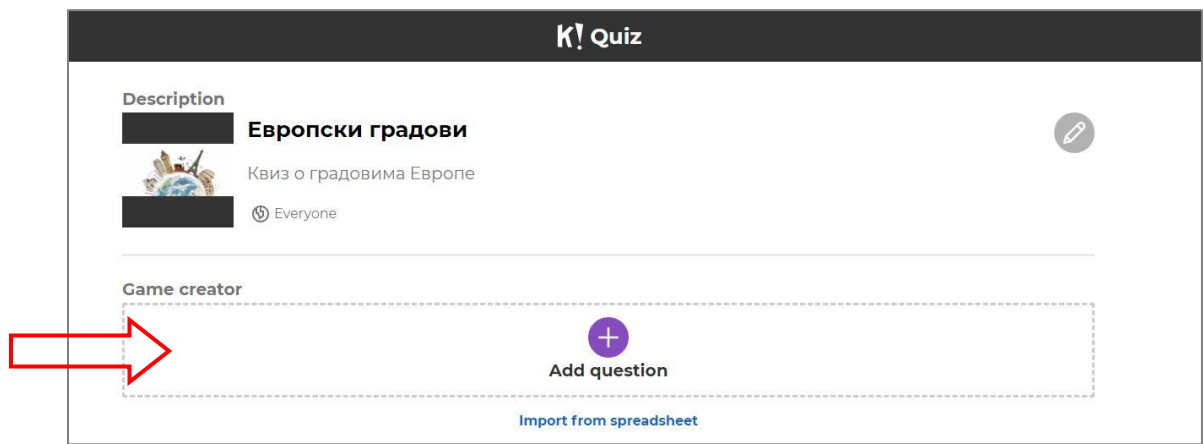 K! Quiz
Description
Европски градови
Квиз о градовима Европе
Everyone
Game creator
Add question
Import from spreadsheet